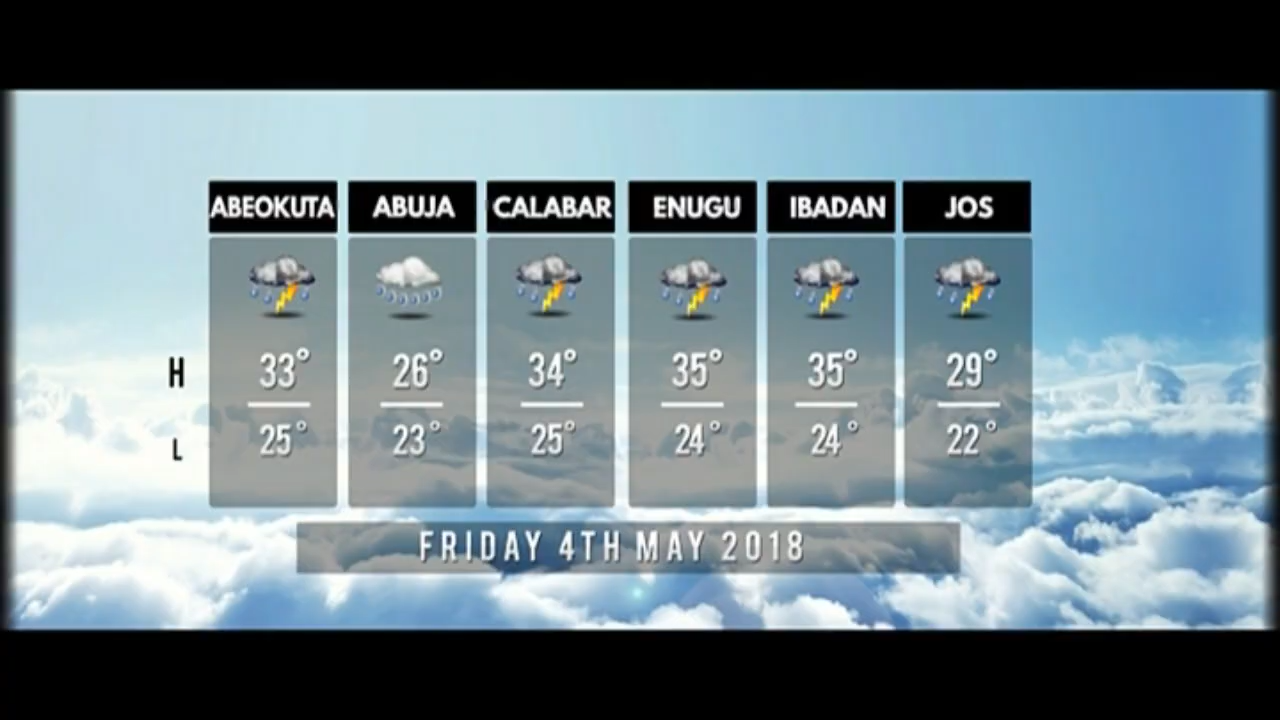 ABEOKUTA ABUJA CALABAR ENUGU IBADAN JOS
H 33° 26° 34° 35° 35° 29°
L 25° 23° 25° 24° 24° 22°
FRIDAY 4TH MAY 2018